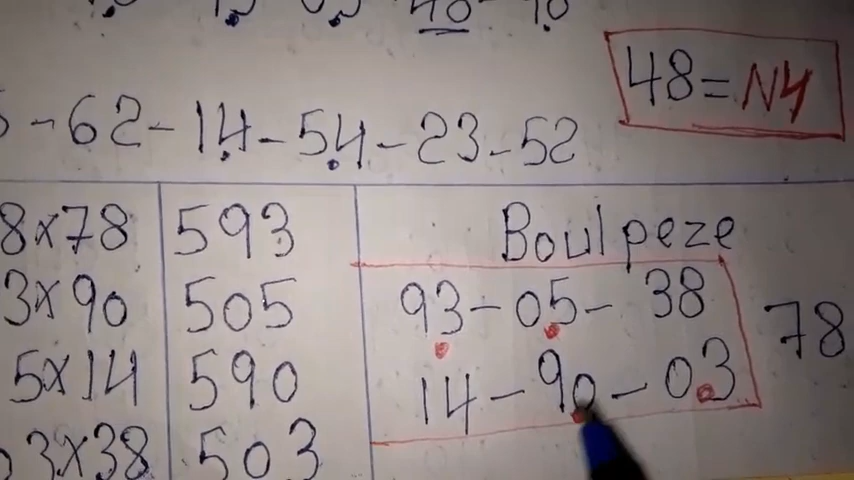 48
48=N4
-62-14-54-23-52
8x78 593 Boulpeze
3x90 505 93-05-38 78
5x14 590 14-90-03
3x38 503